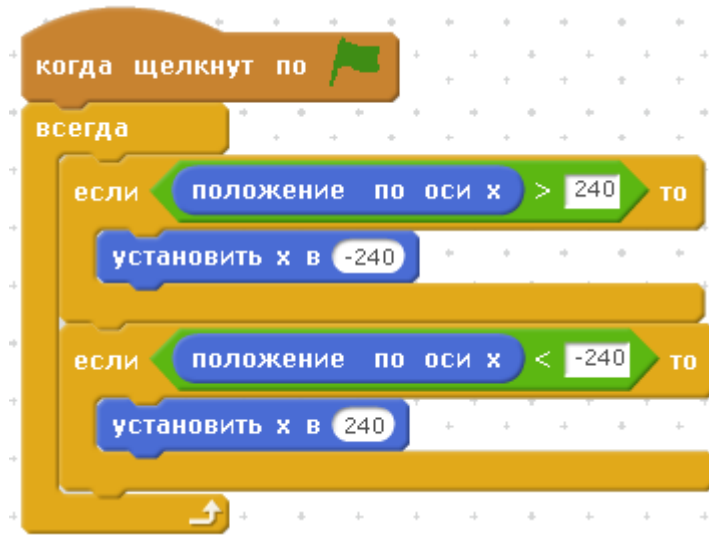 когда щелкнут по
всегда
если положение по оси x > 240 то
установить x в -240
если положение по оси x < -240 то
установить x в 240